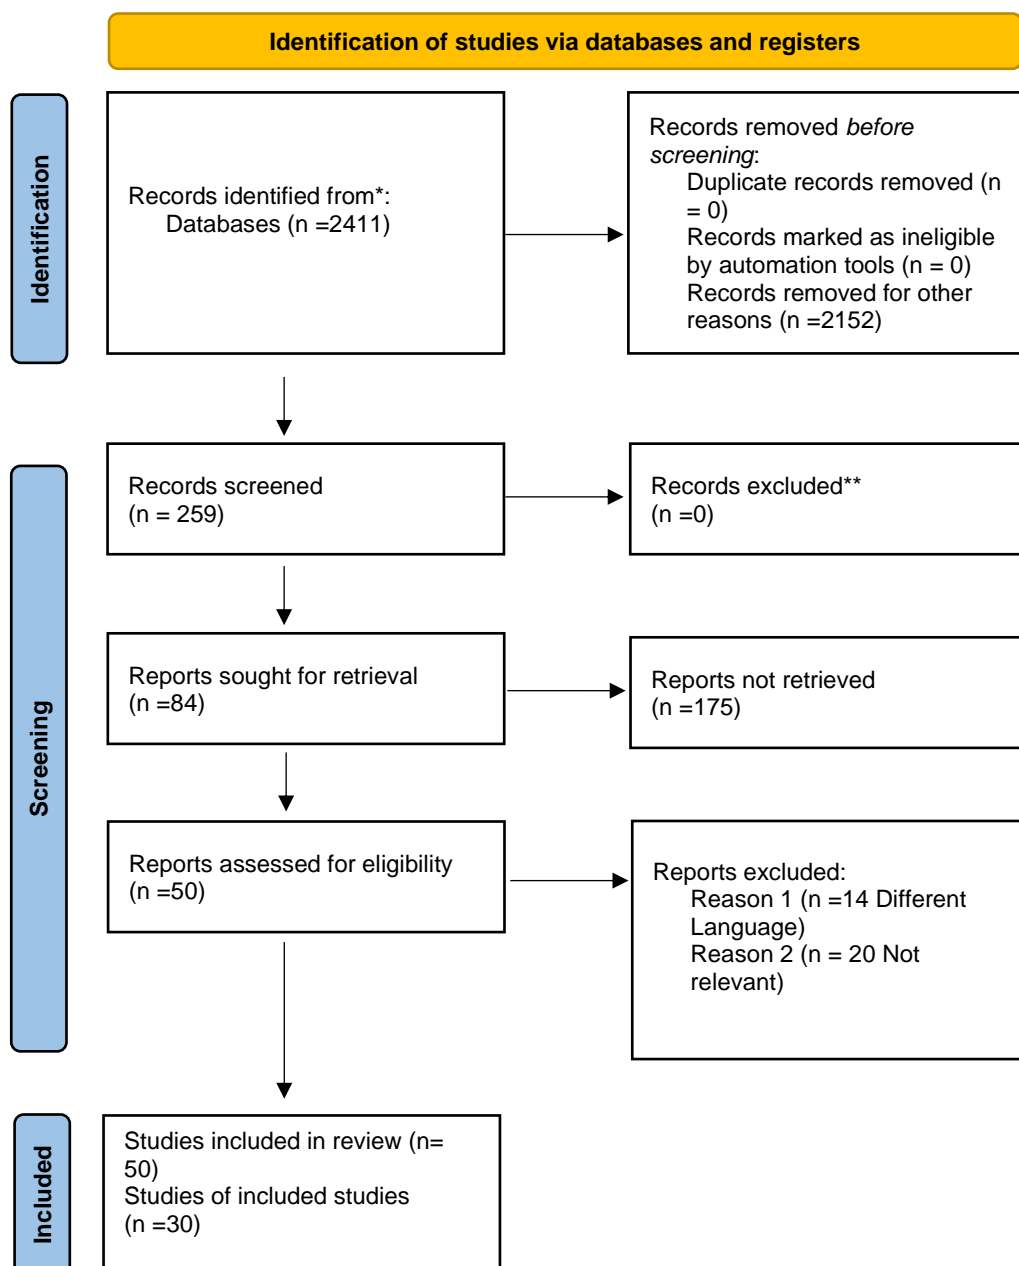 Identification of studies via databases and registers
Identification
Records identified from*:
Databases (n =2411)
Records removed before
screening:
Duplicate records removed (n
= 0)
Records marked as ineligible
by automation tools (n = 0)
Records removed for other
reasons (n =2152)
Screening
Records screened
(n = 259)
Records excluded**
(n =0)
Reports sought for retrieval
(n =84)
Reports not retrieved
(n =175)
Reports assessed for eligibility
(n =50)
Reports excluded:
Reason 1 (n =14 Different
Language)
Reason 2 (n = 20 Not
relevant)
Included
Studies included in review (n=
50)
Studies of included studies
(n =30)